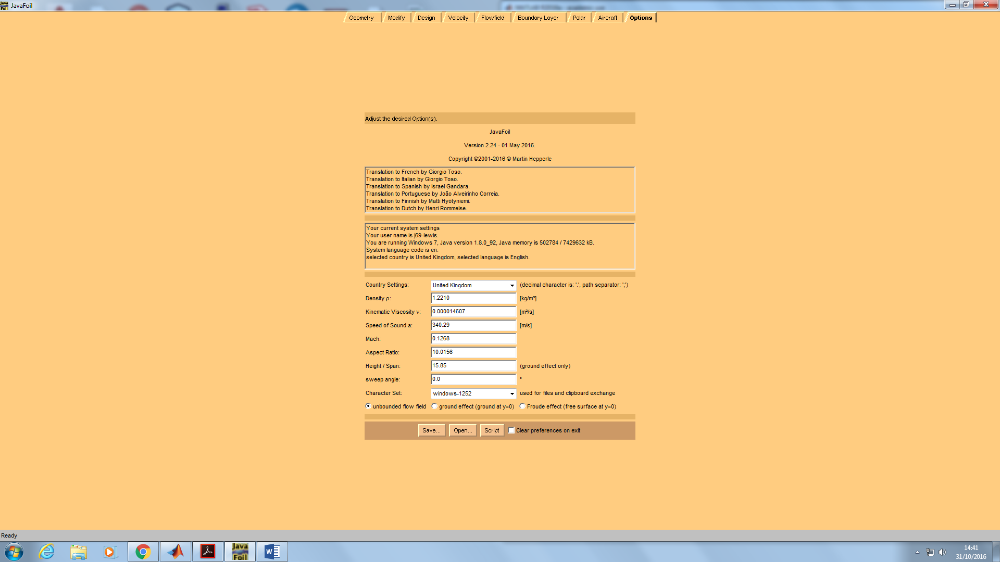 JavaFoil
Geometry Modify Design Velocity Flowfield Boundary Layer Polar Aircraft Options
Adjust the desired Option(s).
JavaFoil
Version 2.24 - 01 May 2016.
Copyright ©2001-2016 © Martin Hepperle
Translation to French by Giorgio Toso.
Translation to Italian by Giorgio Toso.
Translation to Spanish by Israel Gandara.
Translation to Portuguese by João Alveirinho Correia.
Translation to Finnish by Matti Hyötyniemi.
Translation to Dutch by Henri Rommelse.
Your current system settings
Your user name is j69-lewis.
You are running Windows 7, Java version 1.8.0_92, Java memory is 502784 / 7429632 kB.
System language code is en.
selected country is United Kingdom, selected language is English.
Country Settings: United Kingdom (decimal character is: '.', path separator: ';')
Density ρ: 1.2210 [kg/m³]
Kinematic Viscosity ν: 0.000014607 [m²/s]
Speed of Sound a: 340.29 [m/s]
Mach: 0.1268
Aspect Ratio: 10.0156
Height / Span: 15.85 (ground effect only)
sweep angle: 0.0 °
Character Set: windows-1252 used for files and clipboard exchange
unbounded flow field ground effect (ground at y=0) Froude effect (free surface at y=0)
Save... Open... Script Clear preferences on exit
Ready
Java
Foil
14:41
31/10/2016